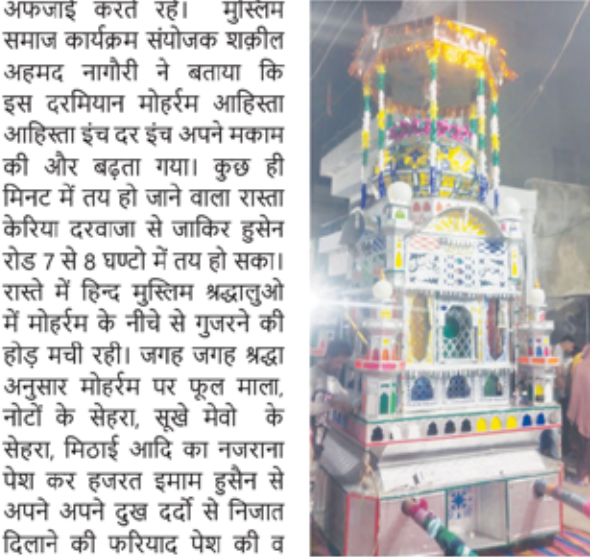 अफजाई करते रहे। मुस्लिम
समाज कार्यक्रम संयोजक शक़ील
अहमद नागौरी ने बताया कि
इस दरमियान मोहर्रम आहिस्ता
आहिस्ता इंच दर इंच अपने मकाम
की और बढ़ता गया। कुछ ही
मिनट में तय हो जाने वाला रास्ता
केरिया दरवाजा से जाकिर हुसेन
रोड 7 से 8 घण्टो में तय हो सका।
रास्ते में हिन्द मुस्लिम श्रद्धालुओ
में मोहर्रम के नीचे से गुजरने की
होड़ मची रही। जगह जगह श्रद्धा
अनुसार मोहर्रम पर फूल माला,
नोटों के सेहरा, सूखे मेवो के
सेहरा, मिठाई आदि का नजराना
पेश कर हजरत इमाम हुसैन से
अपने अपने दुख दर्दो से निजात
दिलाने की फरियाद पेश की व